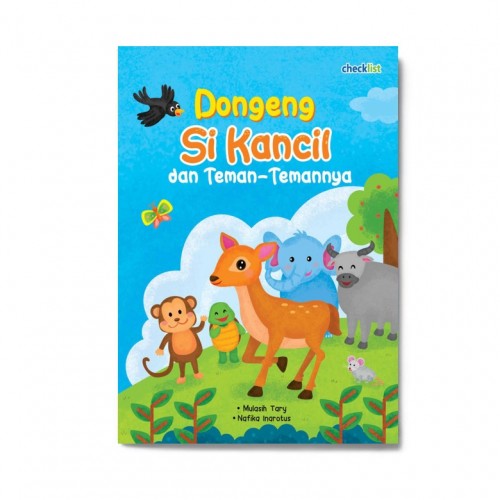 checklist
Dongeng
Si Kancil
dan Teman-Temannya
• Mulasih Tary
• Nafika Inarotus